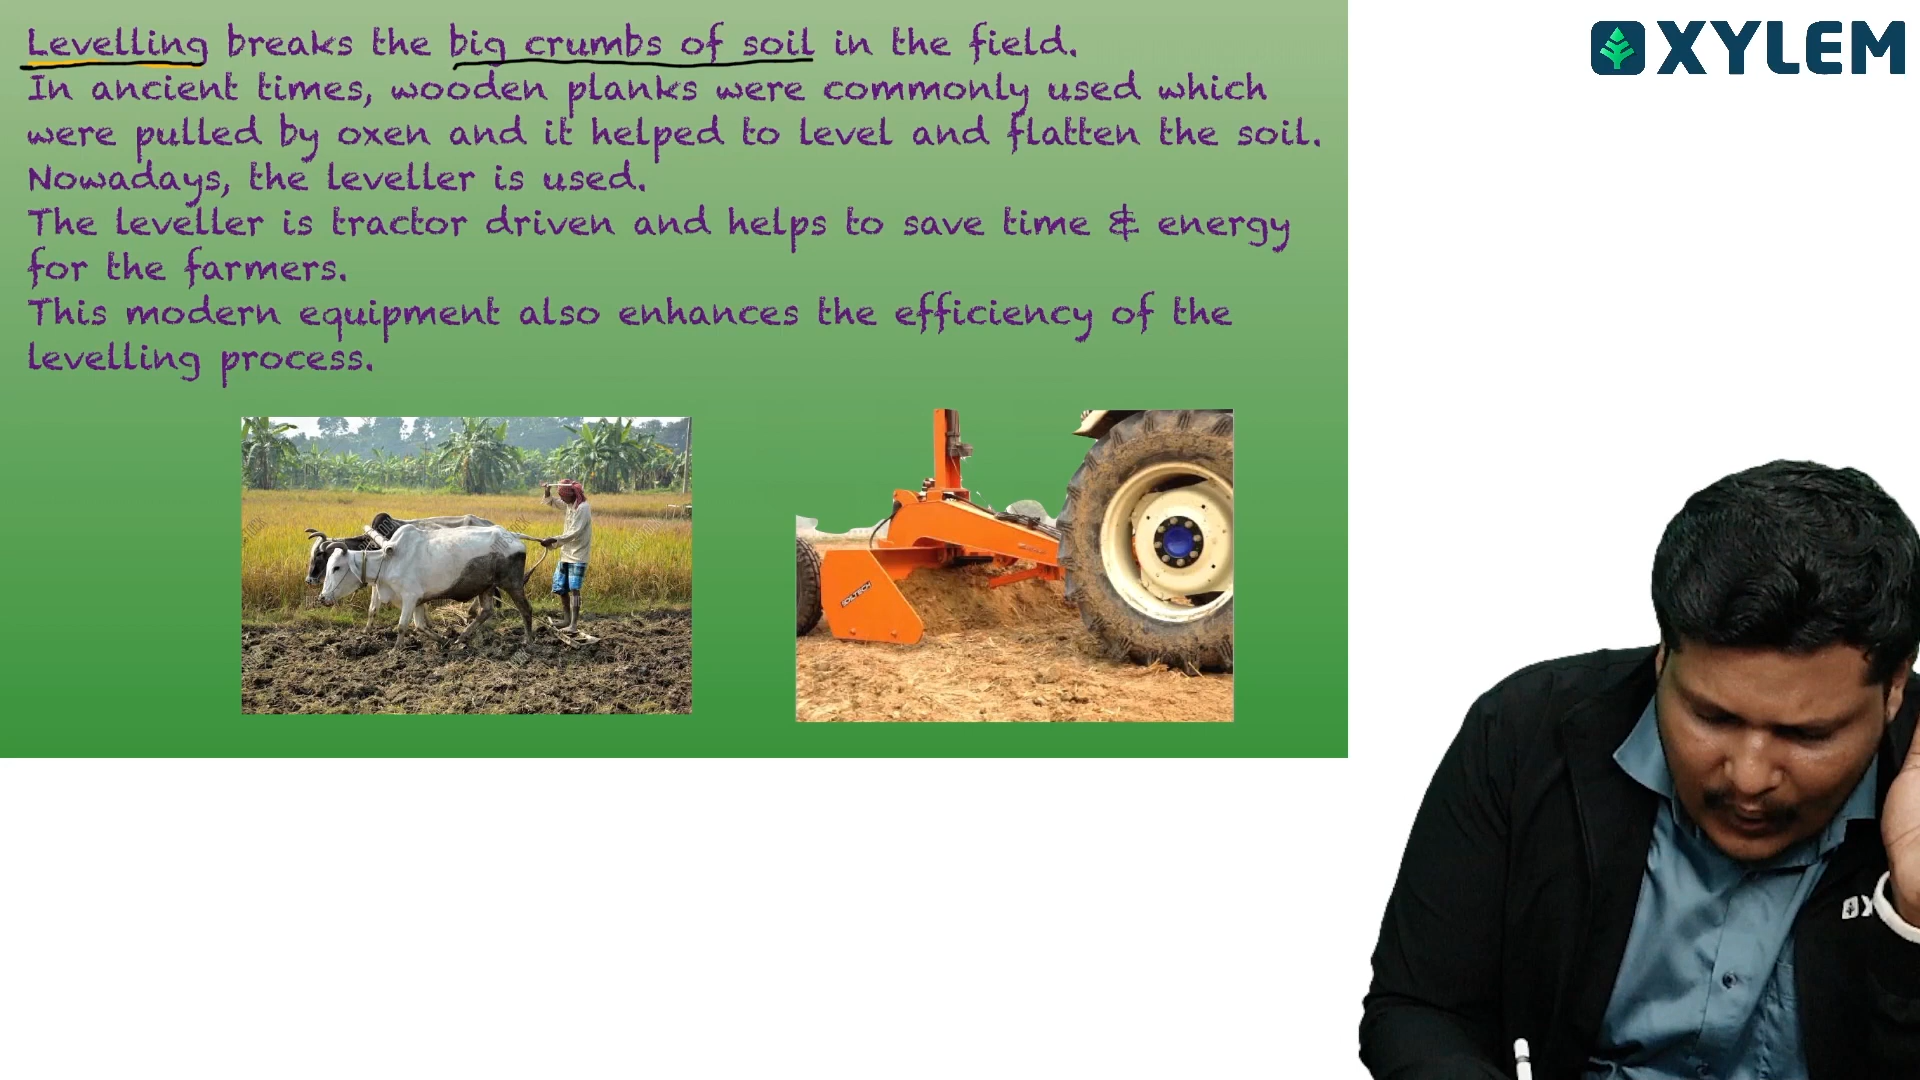 Levelling breaks the big crumbs of soil in the field.
In ancient times, wooden planks were commonly used which
were pulled by oxen and it helped to level and flatten the soil.
Nowadays, the leveller is used.
The leveller is tractor driven and helps to save time & energy
for the farmers.
This modern equipment also enhances the efficiency of the
levelling process.
XYLEM